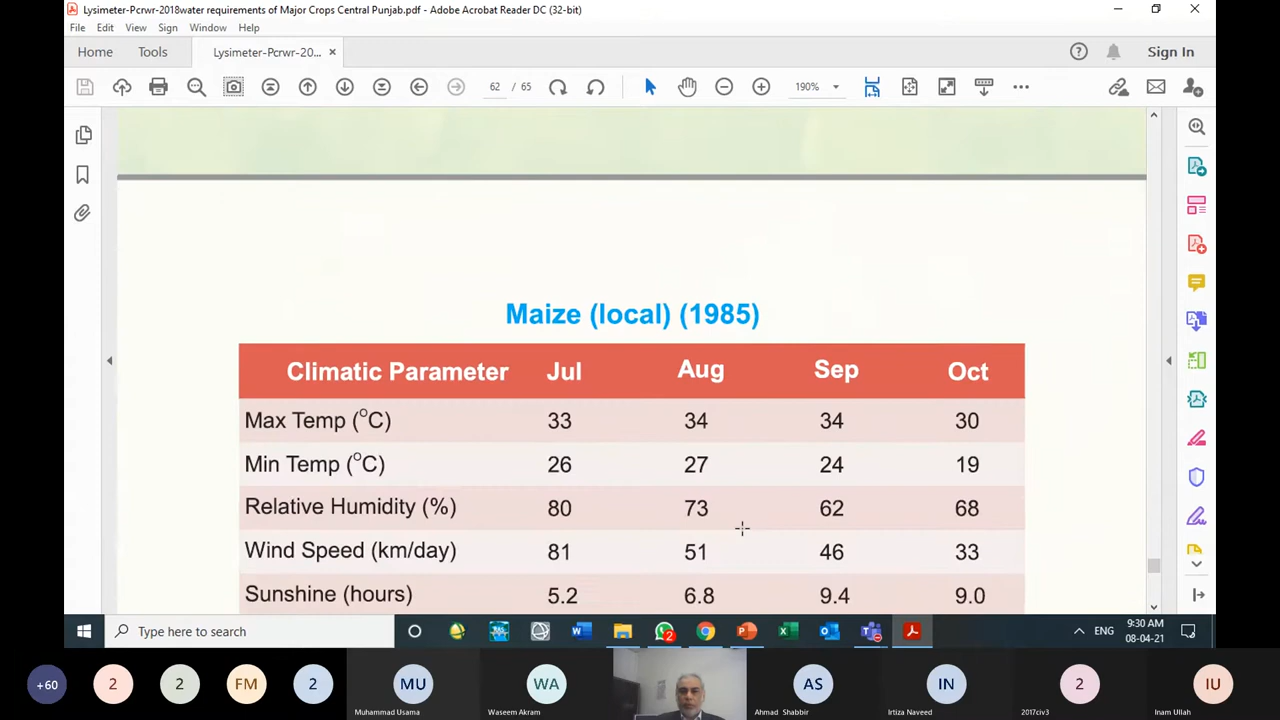 Lysimeter-Pcrwr-2018water requirements of Major Crops Central Punjab.pdf - Adobe Acrobat Reader DC (32-bit)
File Edit View Sign Window Help
Home Tools Lysimeter-Pcrwr-20... × Sign In
62 / 65 190%
Maize (local) (1985)
Climatic Parameter Jul Aug Sep Oct
Max Temp (°C) 33 34 34 30
Min Temp (°C) 26 27 24 19
Relative Humidity (%) 80 73 62 68
Wind Speed (km/day) 81 51 46 33
Sunshine (hours) 5.2 6.8 9.4 9.0
Type here to search 2 ENG 9:30 AM
08-04-21
+60 2 2 FM 2 MU WA AS IN 2 IU
Muhammad Usama Waseem Akram Ahmad Shabbir Irtiza Naveed 2017civ3 Inam Ullah